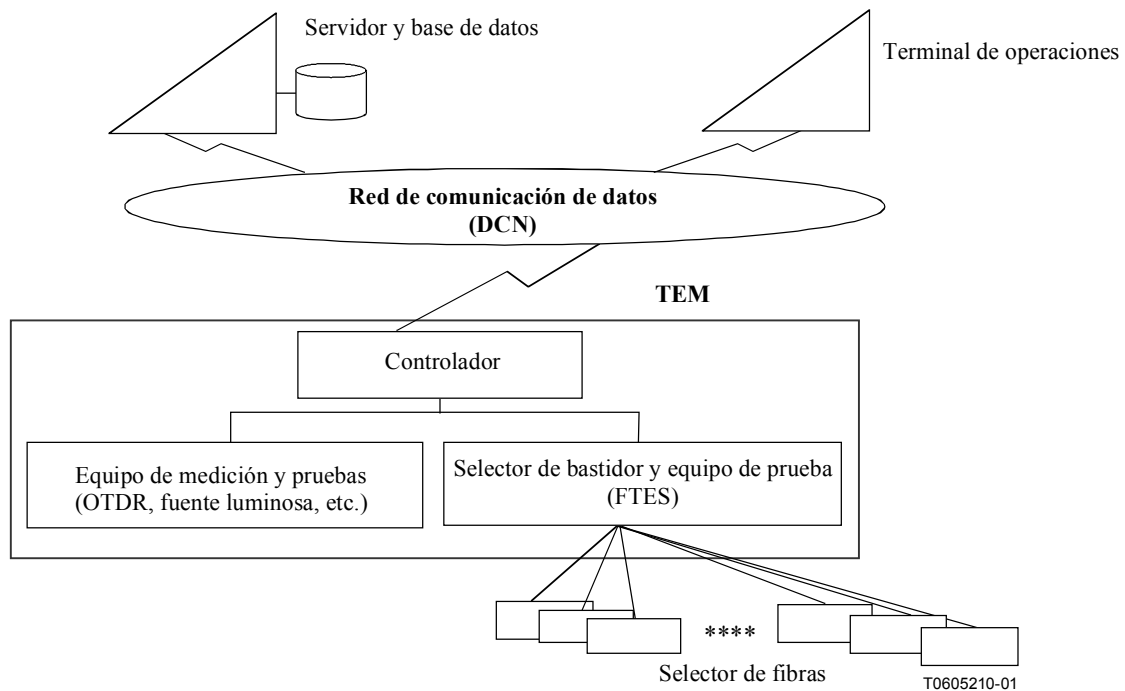 Servidor y base de datos
Terminal de operaciones
Red de comunicación de datos
(DCN)
TEM
Controlador
Equipo de medición y pruebas
(OTDR, fuente luminosa, etc.)
Selector de bastidor y equipo de prueba
(FTES)
****
Selector de fibras
T0605210-01